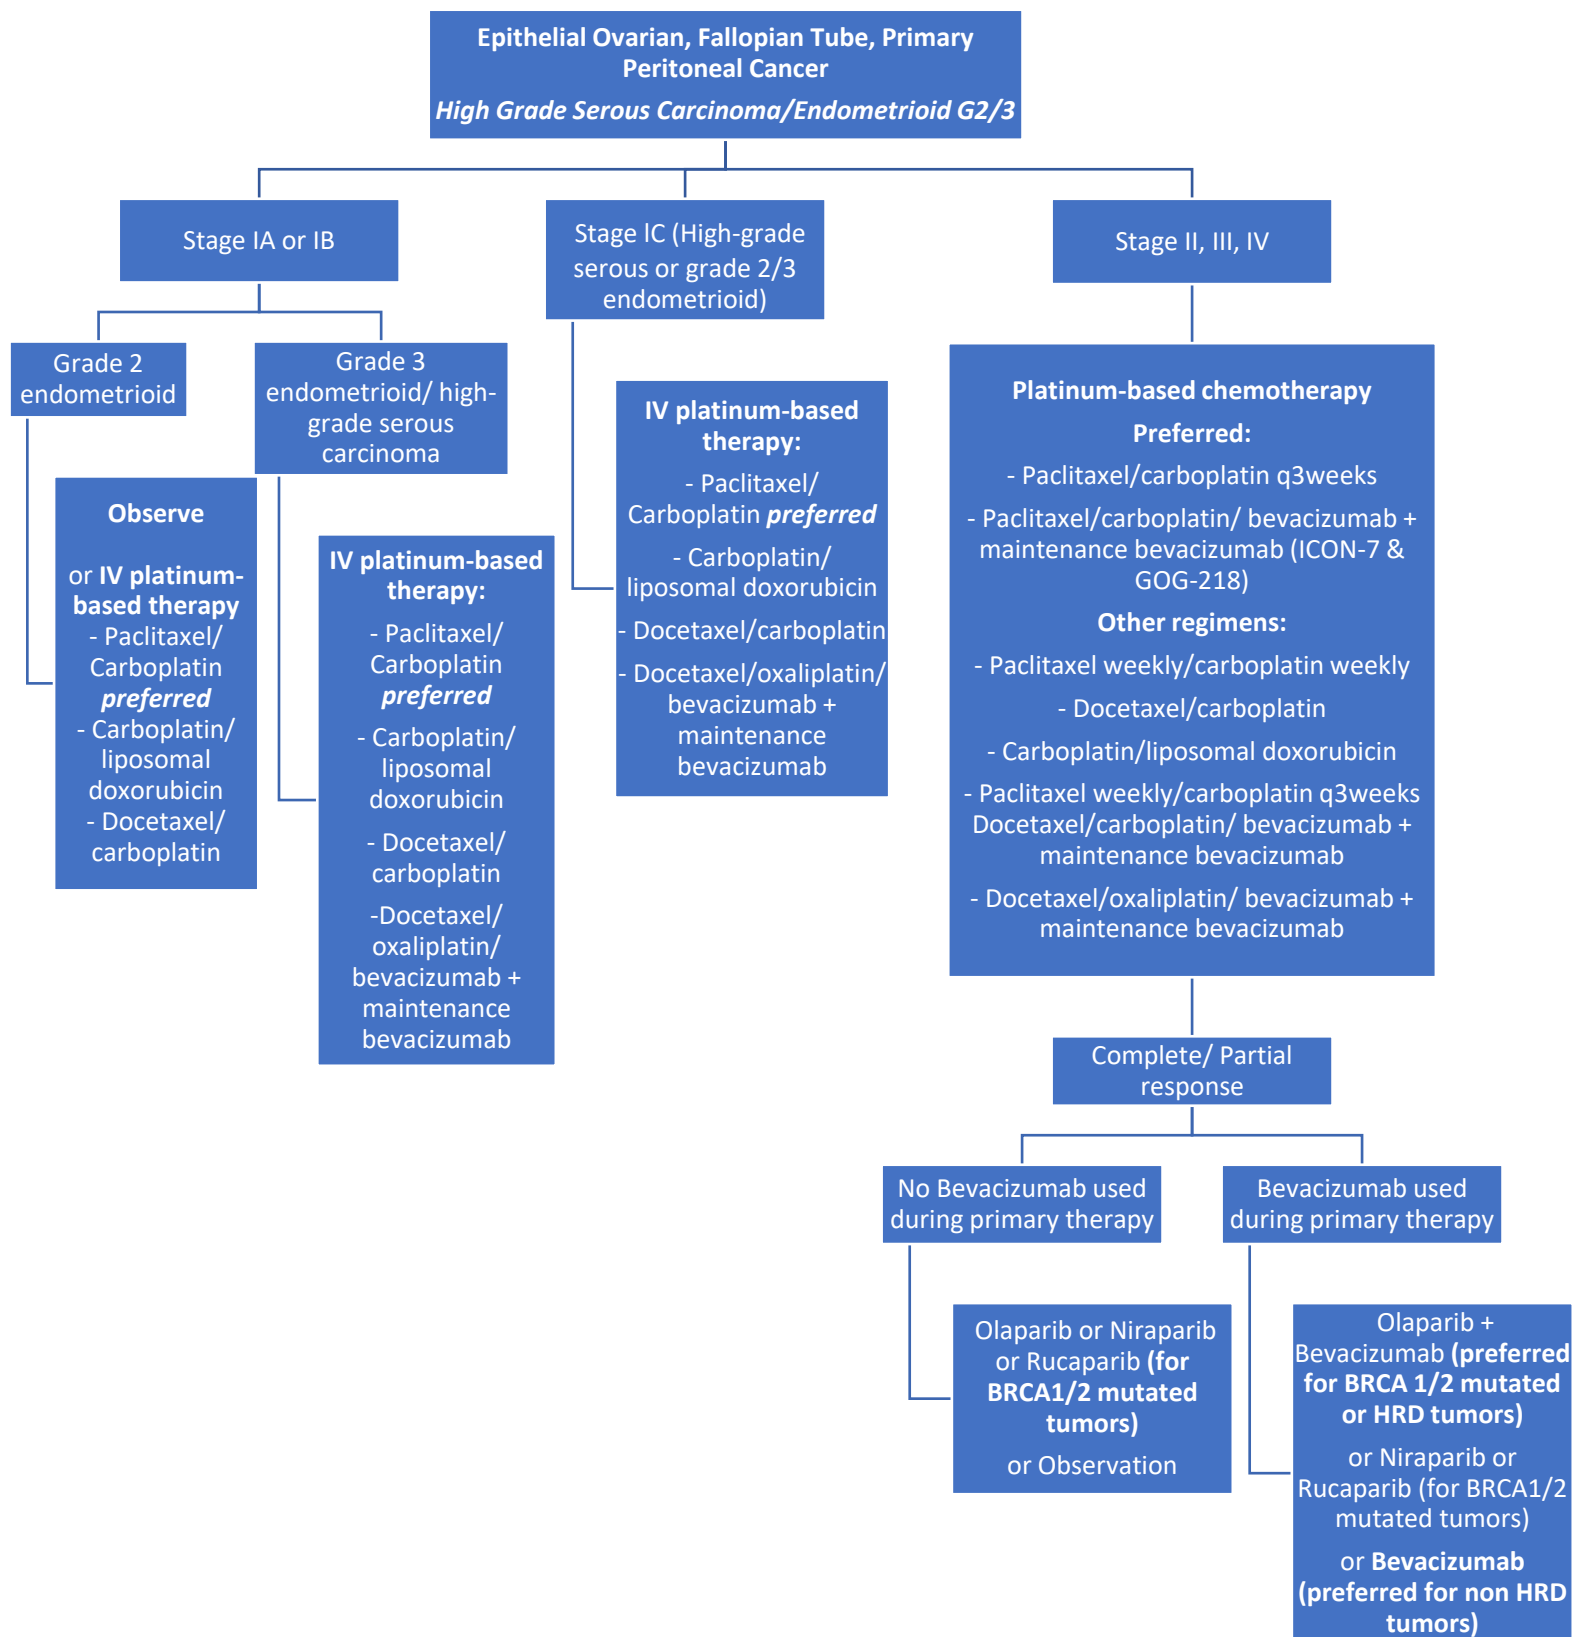 Epithelial Ovarian, Fallopian Tube, Primary
Peritoneal Cancer
High Grade Serous Carcinoma/Endometrioid G2/3
Stage IA or IB
Grade 2
endometrioid
Observe
or IV platinum-
based therapy
- Paclitaxel/
Carboplatin
preferred
- Carboplatin/
liposomal
doxorubicin
- Docetaxel/
carboplatin
Grade 3
endometrioid/ high-
grade serous
carcinoma
IV platinum-based
therapy:
- Paclitaxel/
Carboplatin
preferred
- Carboplatin/
liposomal
doxorubicin
- Docetaxel/
carboplatin
-Docetaxel/
oxaliplatin/
bevacizumab +
maintenance
bevacizumab
Stage IC (High-grade
serous or grade 2/3
endometrioid)
IV platinum-based
therapy:
- Paclitaxel/
Carboplatin preferred
- Carboplatin/
liposomal doxorubicin
- Docetaxel/carboplatin
- Docetaxel/oxaliplatin/
bevacizumab +
maintenance
bevacizumab
Stage II, III, IV
Platinum-based chemotherapy
Preferred:
- Paclitaxel/carboplatin q3weeks
- Paclitaxel/carboplatin/ bevacizumab +
maintenance bevacizumab (ICON-7 &
GOG-218)
Other regimens:
- Paclitaxel weekly/carboplatin weekly
- Docetaxel/carboplatin
- Carboplatin/liposomal doxorubicin
- Paclitaxel weekly/carboplatin q3weeks
Docetaxel/carboplatin/ bevacizumab +
maintenance bevacizumab
- Docetaxel/oxaliplatin/ bevacizumab +
maintenance bevacizumab
Complete/ Partial
response
No Bevacizumab used
during primary therapy
Olaparib or Niraparib
or Rucaparib (for
BRCA1/2 mutated
tumors)
or Observation
Bevacizumab used
during primary therapy
Olaparib +
Bevacizumab (preferred
for BRCA 1/2 mutated
or HRD tumors)
or Niraparib or
Rucaparib (for BRCA1/2
mutated tumors)
or Bevacizumab
(preferred for non HRD
tumors)